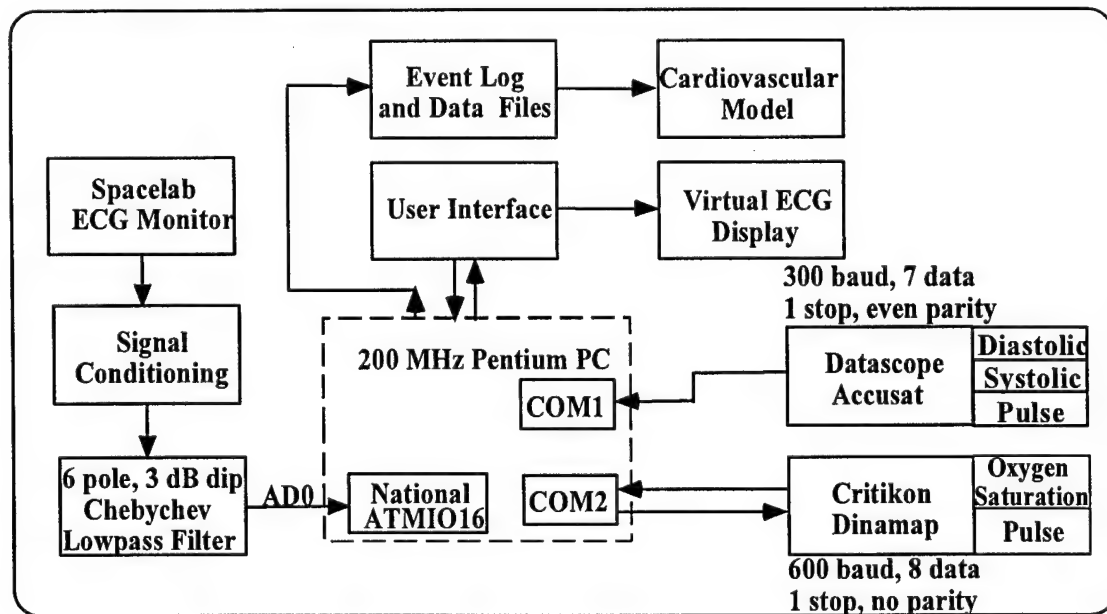 Event Log
and Data Files
Cardiovascular
Model
Spacelab
ECG Monitor
User Interface
Virtual ECG
Display
300 baud, 7 data
1 stop, even parity
Signal
Conditioning
200 MHz Pentium PC
COM1
Datascope
Accusat
Diastolic
Systolic
Pulse
6 pole, 3 dB dip
Chebychev
Lowpass Filter
AD0
National
ATMIO16
COM2
Critikon
Dinamap
Oxygen
Saturation
Pulse
600 baud, 8 data
1 stop, no parity